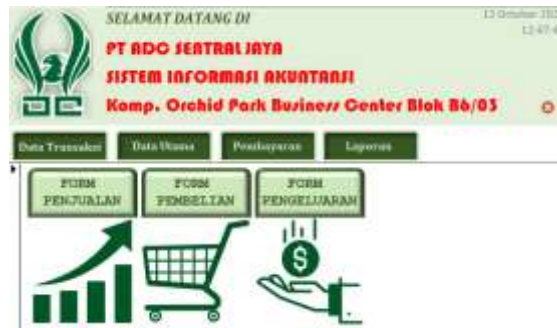 SELAMAT DATANG DI
PT ADC SENTRAL JAYA
SISTEM INFORMASI AKUNTANSI
Komp. Orchid Park Business Center Blok B6/03
Data Transaksi
Data Utama
Pembayaran
Laporan
FORM PENJUALAN
FORM PEMBELIAN
FORM PENGELUARAN
$